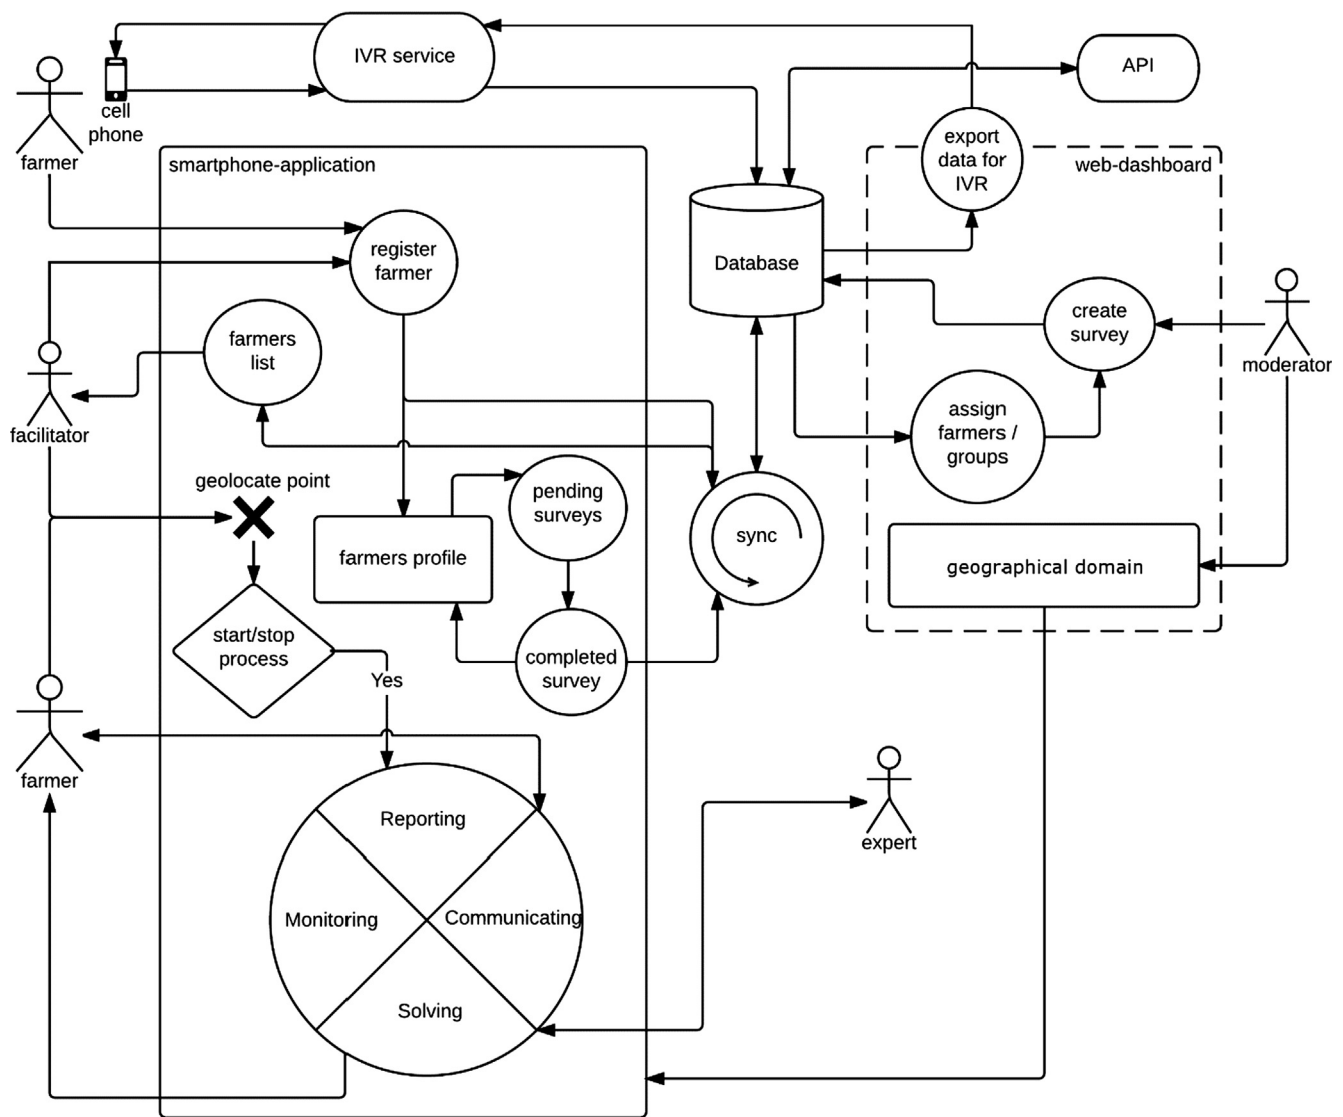 IVR service
API
cell
phone
export
data for
IVR
farmer
smartphone-application
web-dashboard
register
farmer
Database
farmers
list
create
survey
moderator
facilitator
assign
farmers /
groups
geolocate point
pending
surveys
sync
farmers profile
geographical domain
start/stop
process
completed
survey
Yes
farmer
Reporting
expert
Monitoring
Communicating
Solving